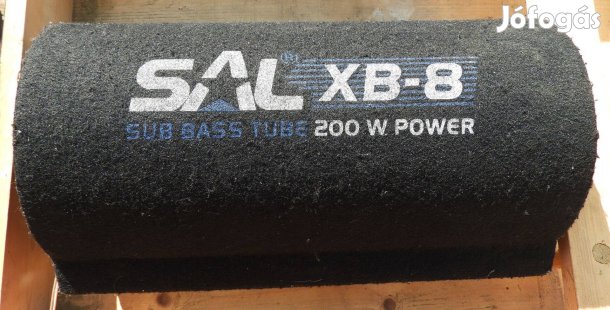 Jófogás
SAL® XB-8
SUB BASS TUBE 200 W POWER